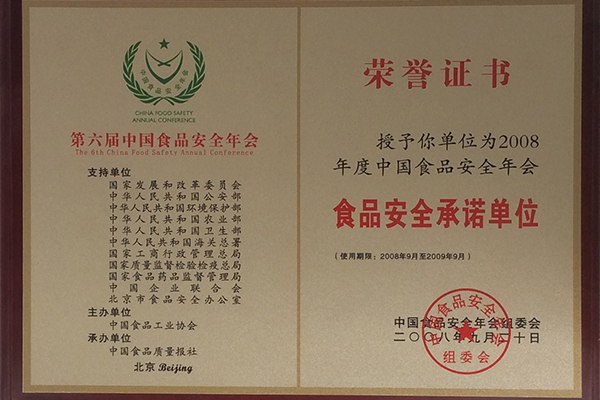 中国食品安全年会
CHINA FOOD SAFETY
ANNUAL CONFERENCE
第六届中国食品安全年会
The 6th China Food Safety Annual Conference
支持单位
国家发展和改革委员会
中华人民共和国公安部
中华人民共和国环境保护部
中华人民共和国农业部
中华人民共和国卫生部
中华人民共和国海关总署
国家工商行政管理总局
国家质量监督检验检疫总局
国家食品药品监督管理局
中国企业联合会
北京市食品安全办公室
主办单位
中国食品工业协会
承办单位
中国食品质量报社
北京 Beijing
荣誉证书
授予你单位为2008
年度中国食品安全年会
食品安全承诺单位
(使用期限：2008年9月至2009年9月)
中国食品安全年会组委会
二〇〇八年九月二十日
中国食品安全年会
组委会